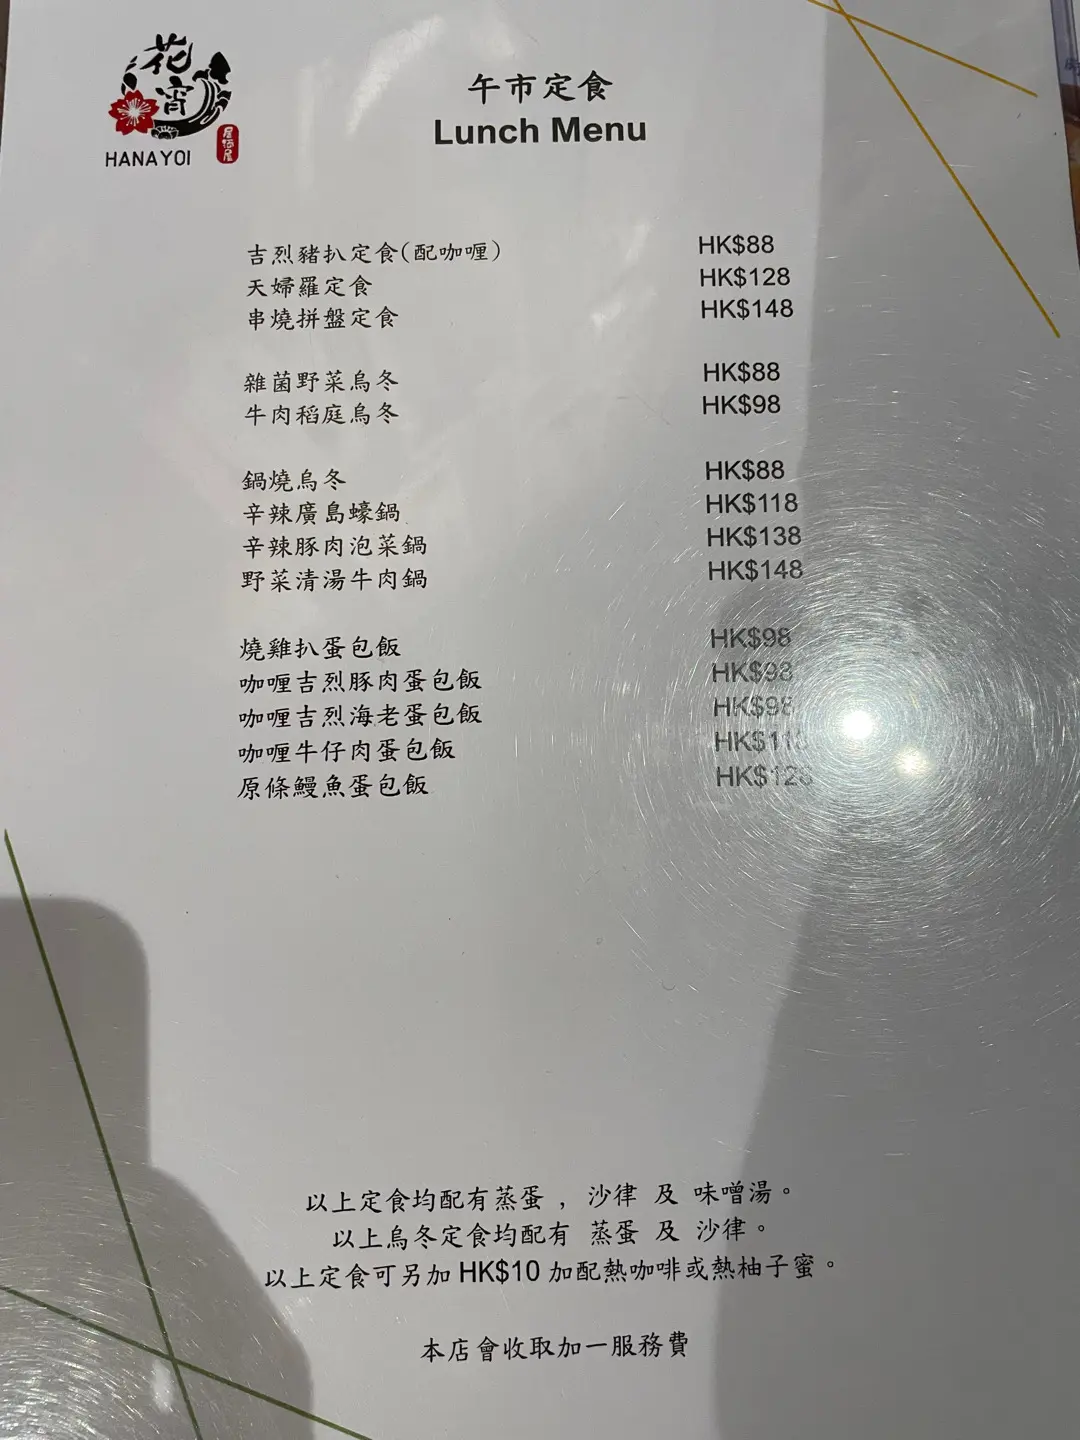 花宵
HANAYOI
居酒屋
午市定食
Lunch Menu
吉烈豬扒定食(配咖喱) HK$88
天婦羅定食 HK$128
串燒拼盤定食 HK$148
雜菌野菜烏冬 HK$88
牛肉稻庭烏冬 HK$98
鍋燒烏冬 HK$88
辛辣廣島蠔鍋 HK$118
辛辣豚肉泡菜鍋 HK$138
野菜清湯牛肉鍋 HK$148
燒雞扒蛋包飯 HK$98
咖喱吉烈豚肉蛋包飯 HK$98
咖喱吉烈海老蛋包飯 HK$98
咖喱牛仔肉蛋包飯
原條鰻魚蛋包飯 HK$128
以上定食均配有蒸蛋 , 沙律 及 味噌湯。
以上烏冬定食均配有 蒸蛋 及 沙律。
以上定食可另加 HK$10 加配熱咖啡或熱柚子蜜。
本店會收取加一服務費